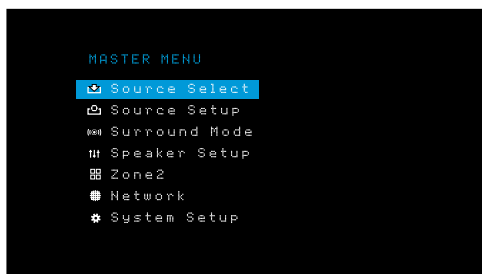 MASTER MENU
Source Select
Source Setup
Surround Mode
Speaker Setup
Zone2
Network
System Setup